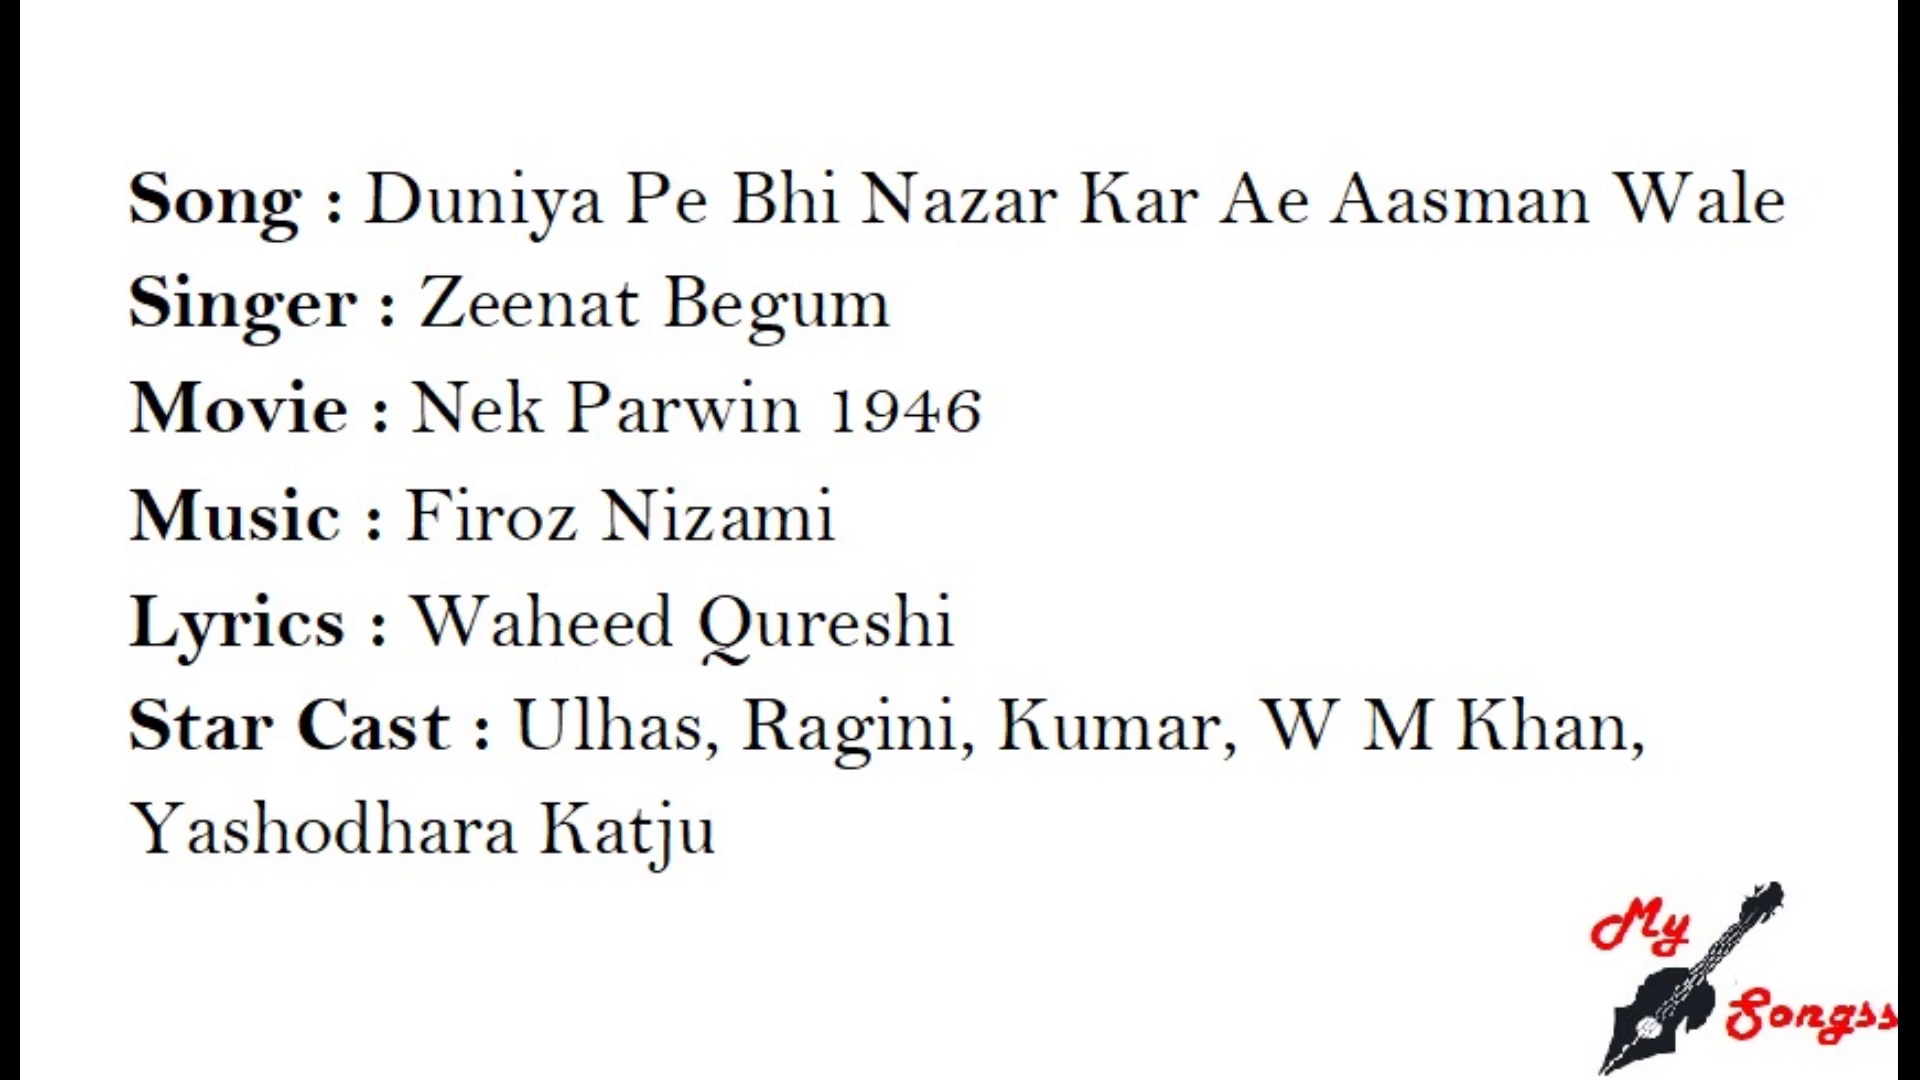 Song : Duniya Pe Bhi Nazar Kar Ae Aasman Wale
Singer : Zeenat Begum
Movie : Nek Parwin 1946
Music : Firoz Nizami
Lyrics : Waheed Qureshi
Star Cast : Ulhas, Ragini, Kumar, W M Khan,
Yashodhara Katju
My
Songss